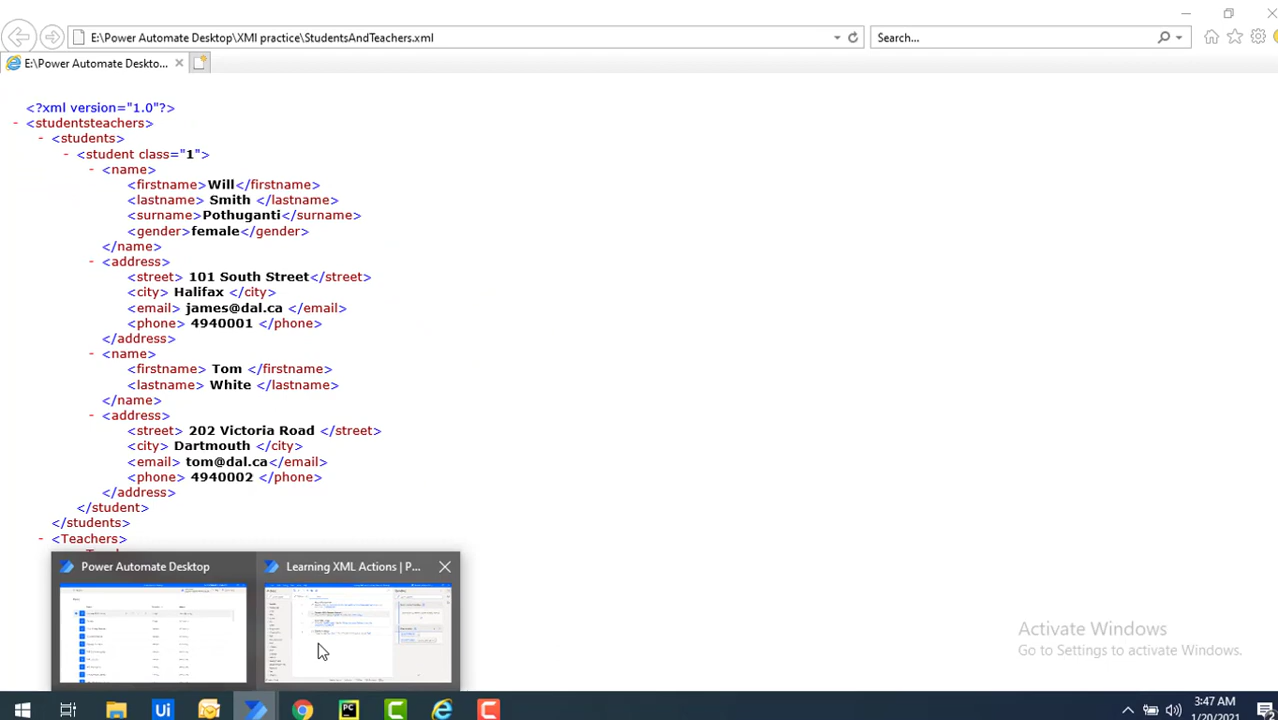 E:\Power Automate Desktop\XMl practice\StudentsAndTeachers.xml
Search...
E:\Power Automate Deskto...
<?xml version="1.0"?>
- <studentsteachers>
- <students>
- <student class="1">
- <name>
<firstname>Will</firstname>
<lastname> Smith </lastname>
<surname>Pothuganti</surname>
<gender>female</gender>
</name>
- <address>
<street> 101 South Street</street>
<city> Halifax </city>
<email> james@dal.ca </email>
<phone> 4940001 </phone>
</address>
- <name>
<firstname> Tom </firstname>
<lastname> White </lastname>
</name>
- <address>
<street> 202 Victoria Road </street>
<city> Dartmouth </city>
<email> tom@dal.ca</email>
<phone> 4940002 </phone>
</address>
</student>
</students>
- <Teachers>
Power Automate Desktop
Learning XML Actions | P...
Activate Windows
Go to Settings to activate Windows.
Ui
PC
3:47 AM
1/20/2021